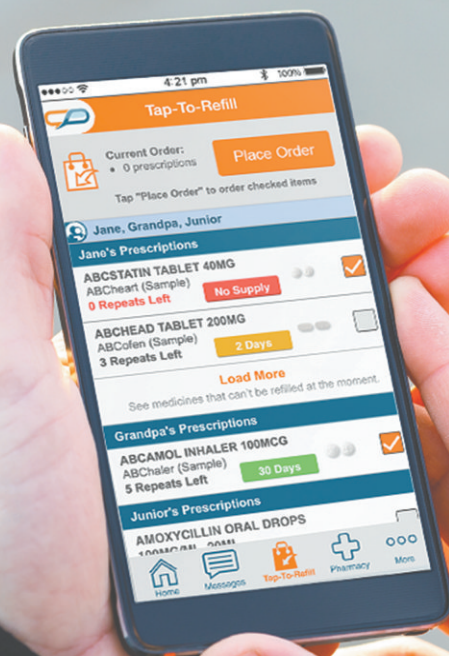 4:21 pm
100%
Tap-To-Refill
Current Order:
• 0 prescriptions
Place Order
Tap "Place Order" to order checked items
Jane, Grandpa, Junior
Jane's Prescriptions
ABCSTATIN TABLET 40MG
ABCheart (Sample)
0 Repeats Left
No Supply
ABCHEAD TABLET 200MG
ABCofen (Sample)
3 Repeats Left
2 Days
Load More
See medicines that can't be refilled at the moment.
Grandpa's Prescriptions
ABCAMOL INHALER 100MCG
ABChaler (Sample)
5 Repeats Left
30 Days
Junior's Prescriptions
AMOXYCILLIN ORAL DROPS
100MG/ML, 20ML
Home
Messages
Tap-To-Refill
Pharmacy
More